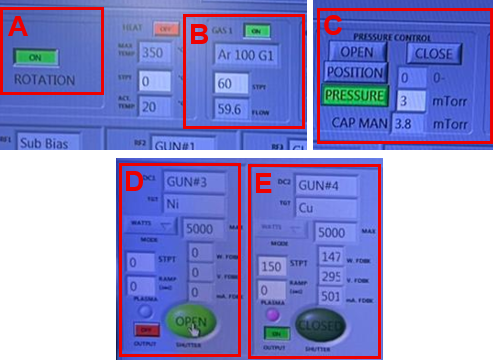 A
ON
ROTATION
HEAT
OFF
MAX TEMP
350
STPT
0
ACT. TEMP
20
B
GAS 1
ON
Ar 100 G1
60
STPT
59.6
FLOW
RF1
Sub Bias
RF2
GUN#1
RF3
C
PRESSURE CONTROL
OPEN
CLOSE
POSITION
0
0-
PRESSURE
3
mTorr
CAP MAN
3.8
mTorr
D
DC1
GUN#3
TGT
Ni
WATTS
5000
MAX
MODE
0
STPT
0
W. FDBK
0
RAMP
(sec)
0
V. FDBK
0
mA. FDBK
PLASMA
OPEN
OFF
OUTPUT
SHUTTER
E
DC2
GUN#4
TGT
Cu
WATTS
5000
MAX
MODE
150
STPT
147
W. FDBK
0
RAMP
(sec)
295
V. FDBK
501
mA. FDBK
PLASMA
CLOSED
ON
OUTPUT
SHUTTER